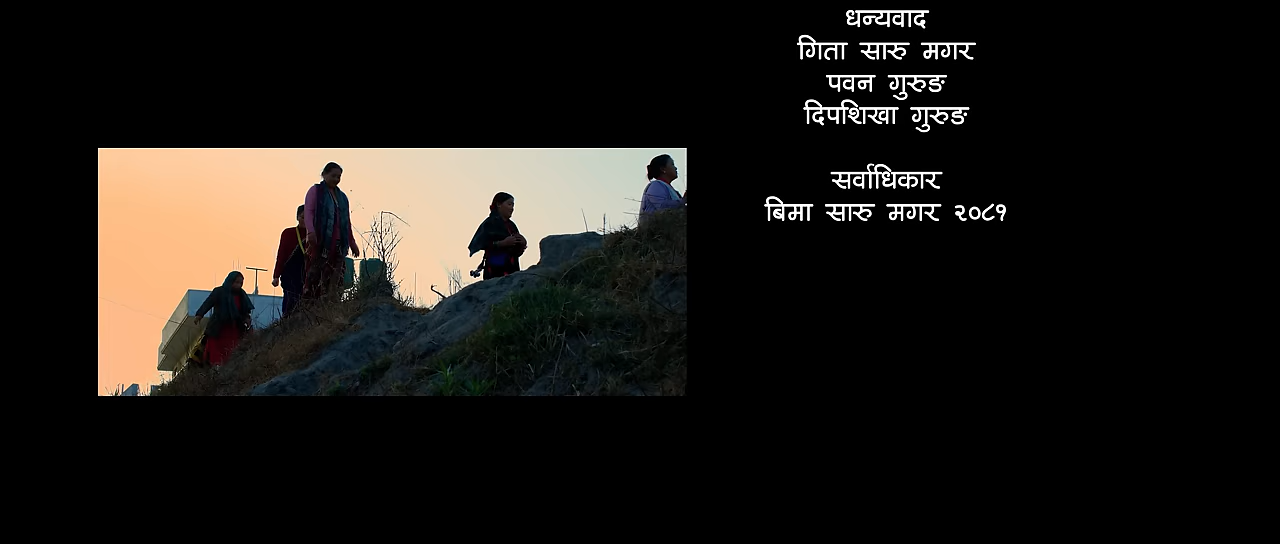 धन्यवाद
गिता सारु मगर
पवन गुरुङ
दिपशिखा गुरुङ
सर्वाधिकार
बिमा सारु मगर २०८१